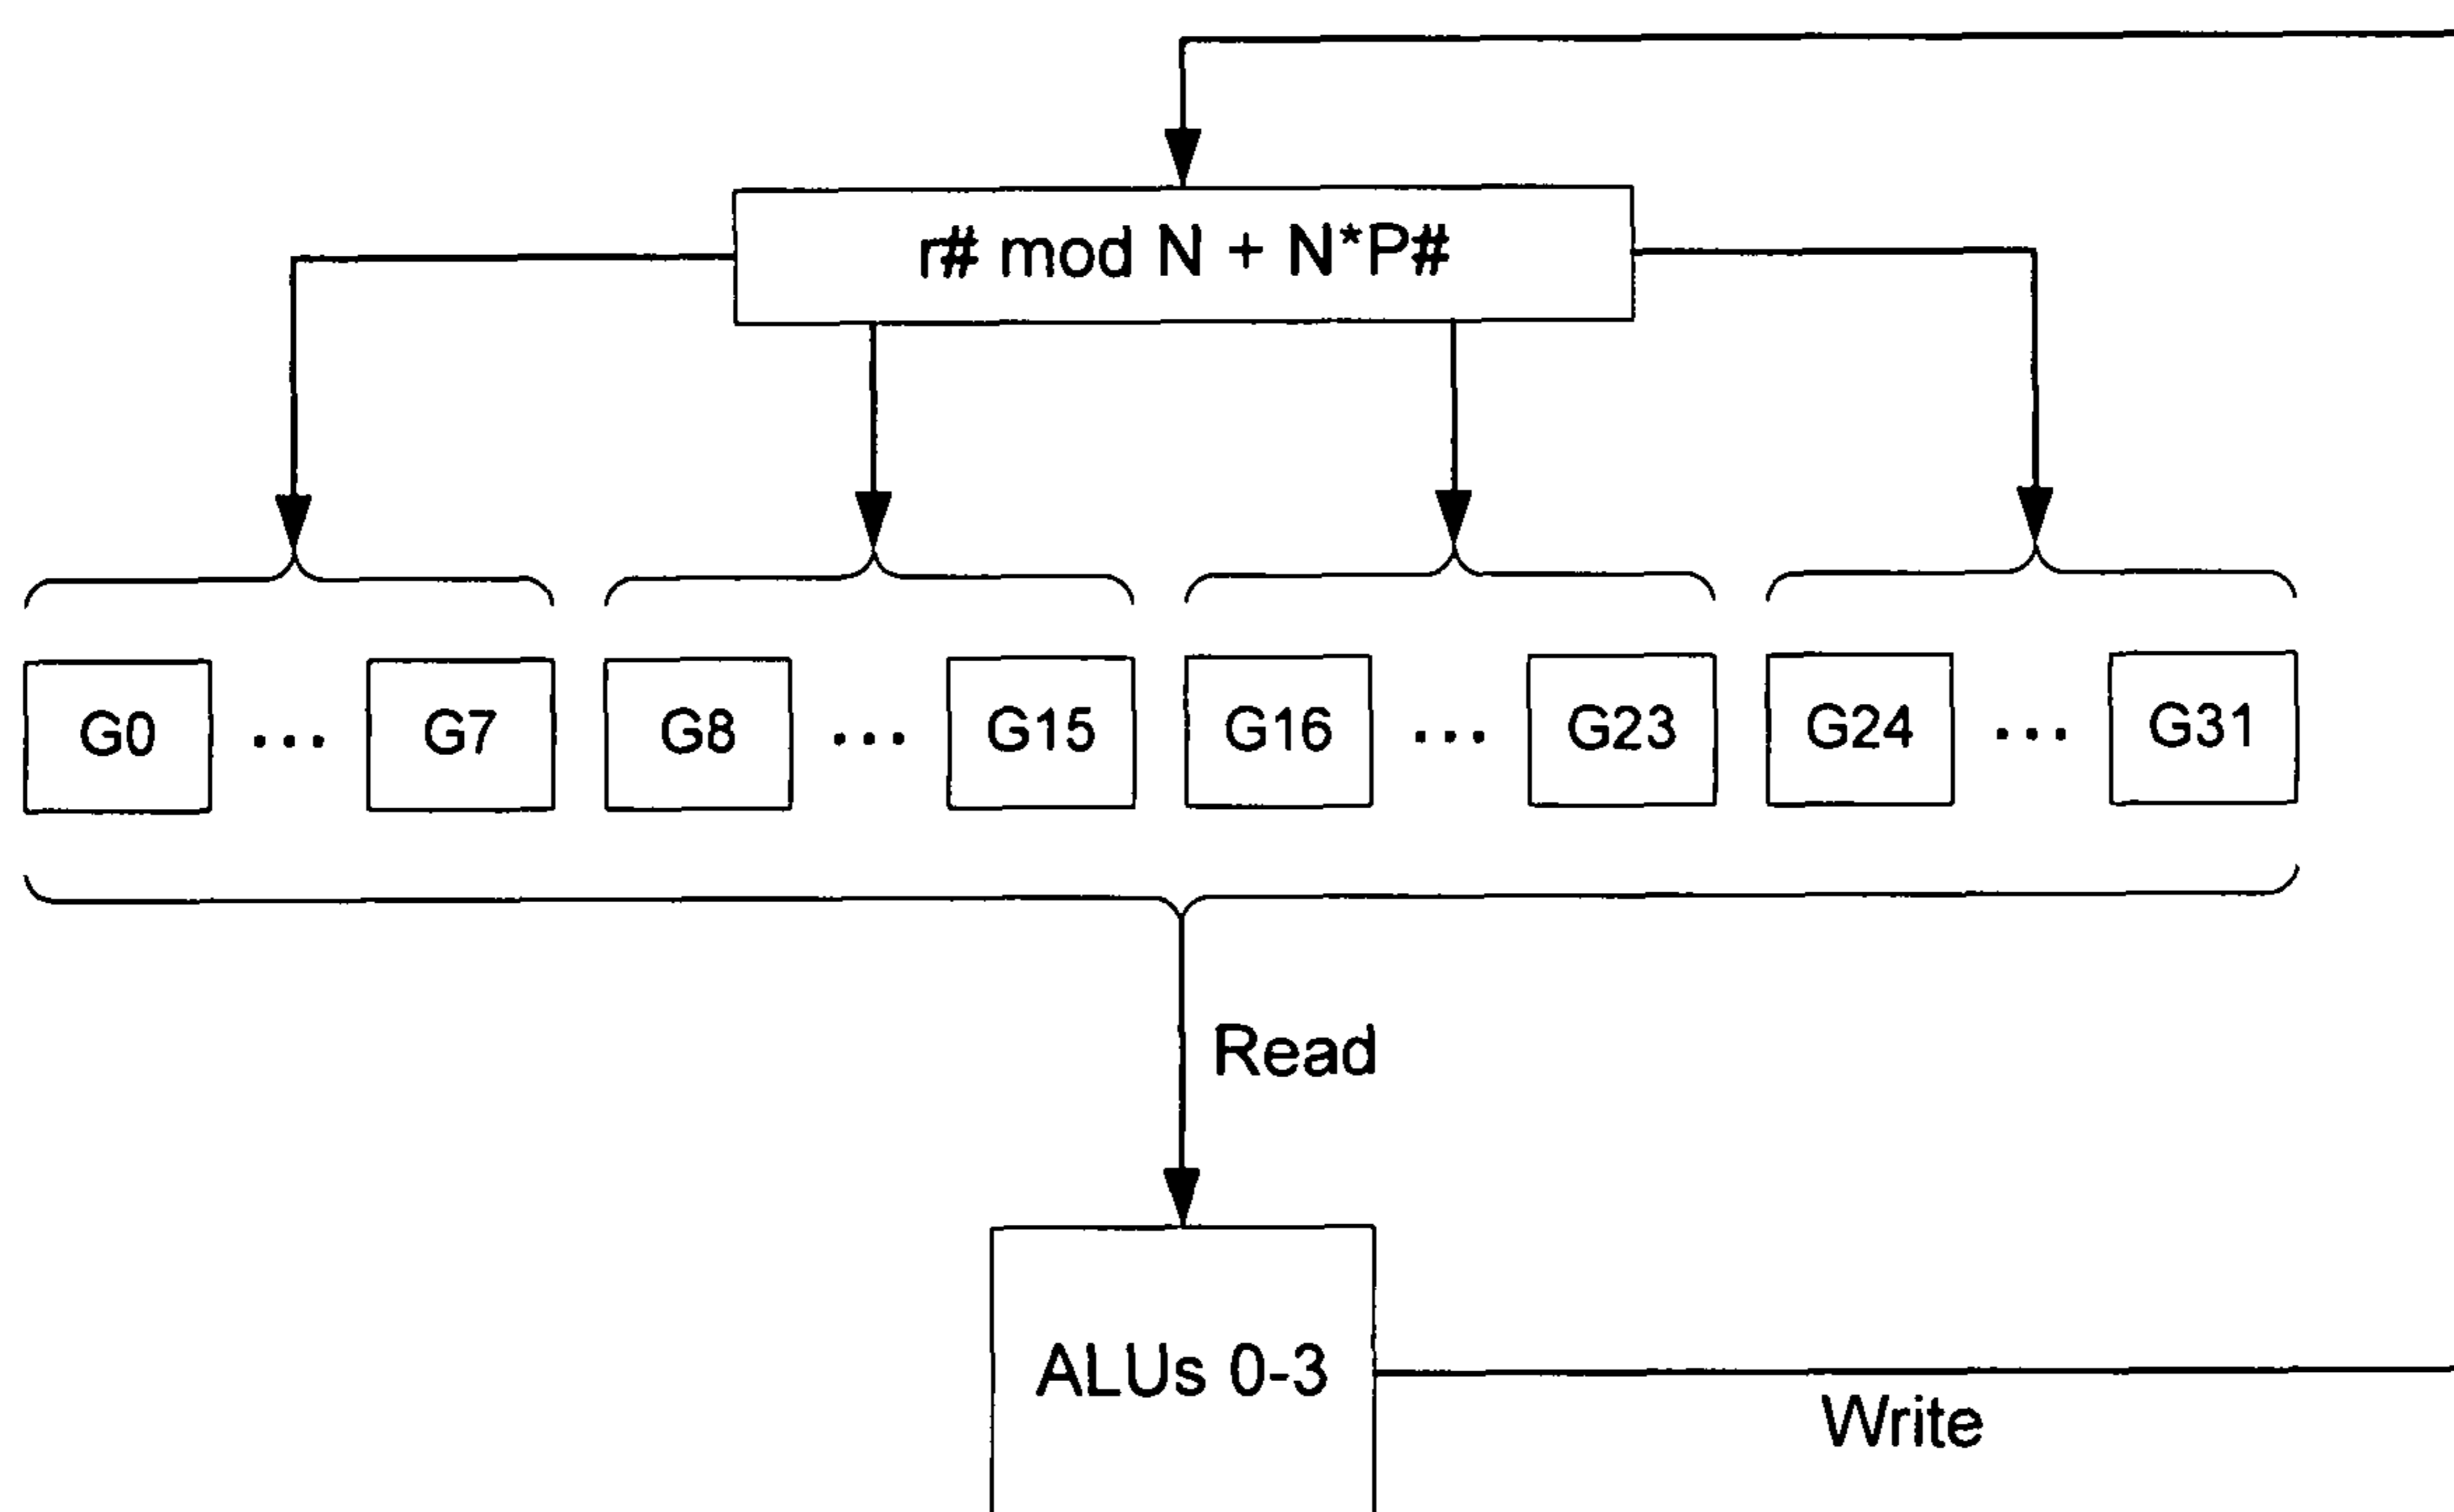 r# mod N + N*P#
G0 ... G7 G8 ... G15 G16 ... G23 G24 ... G31
Read
ALUs 0-3
Write